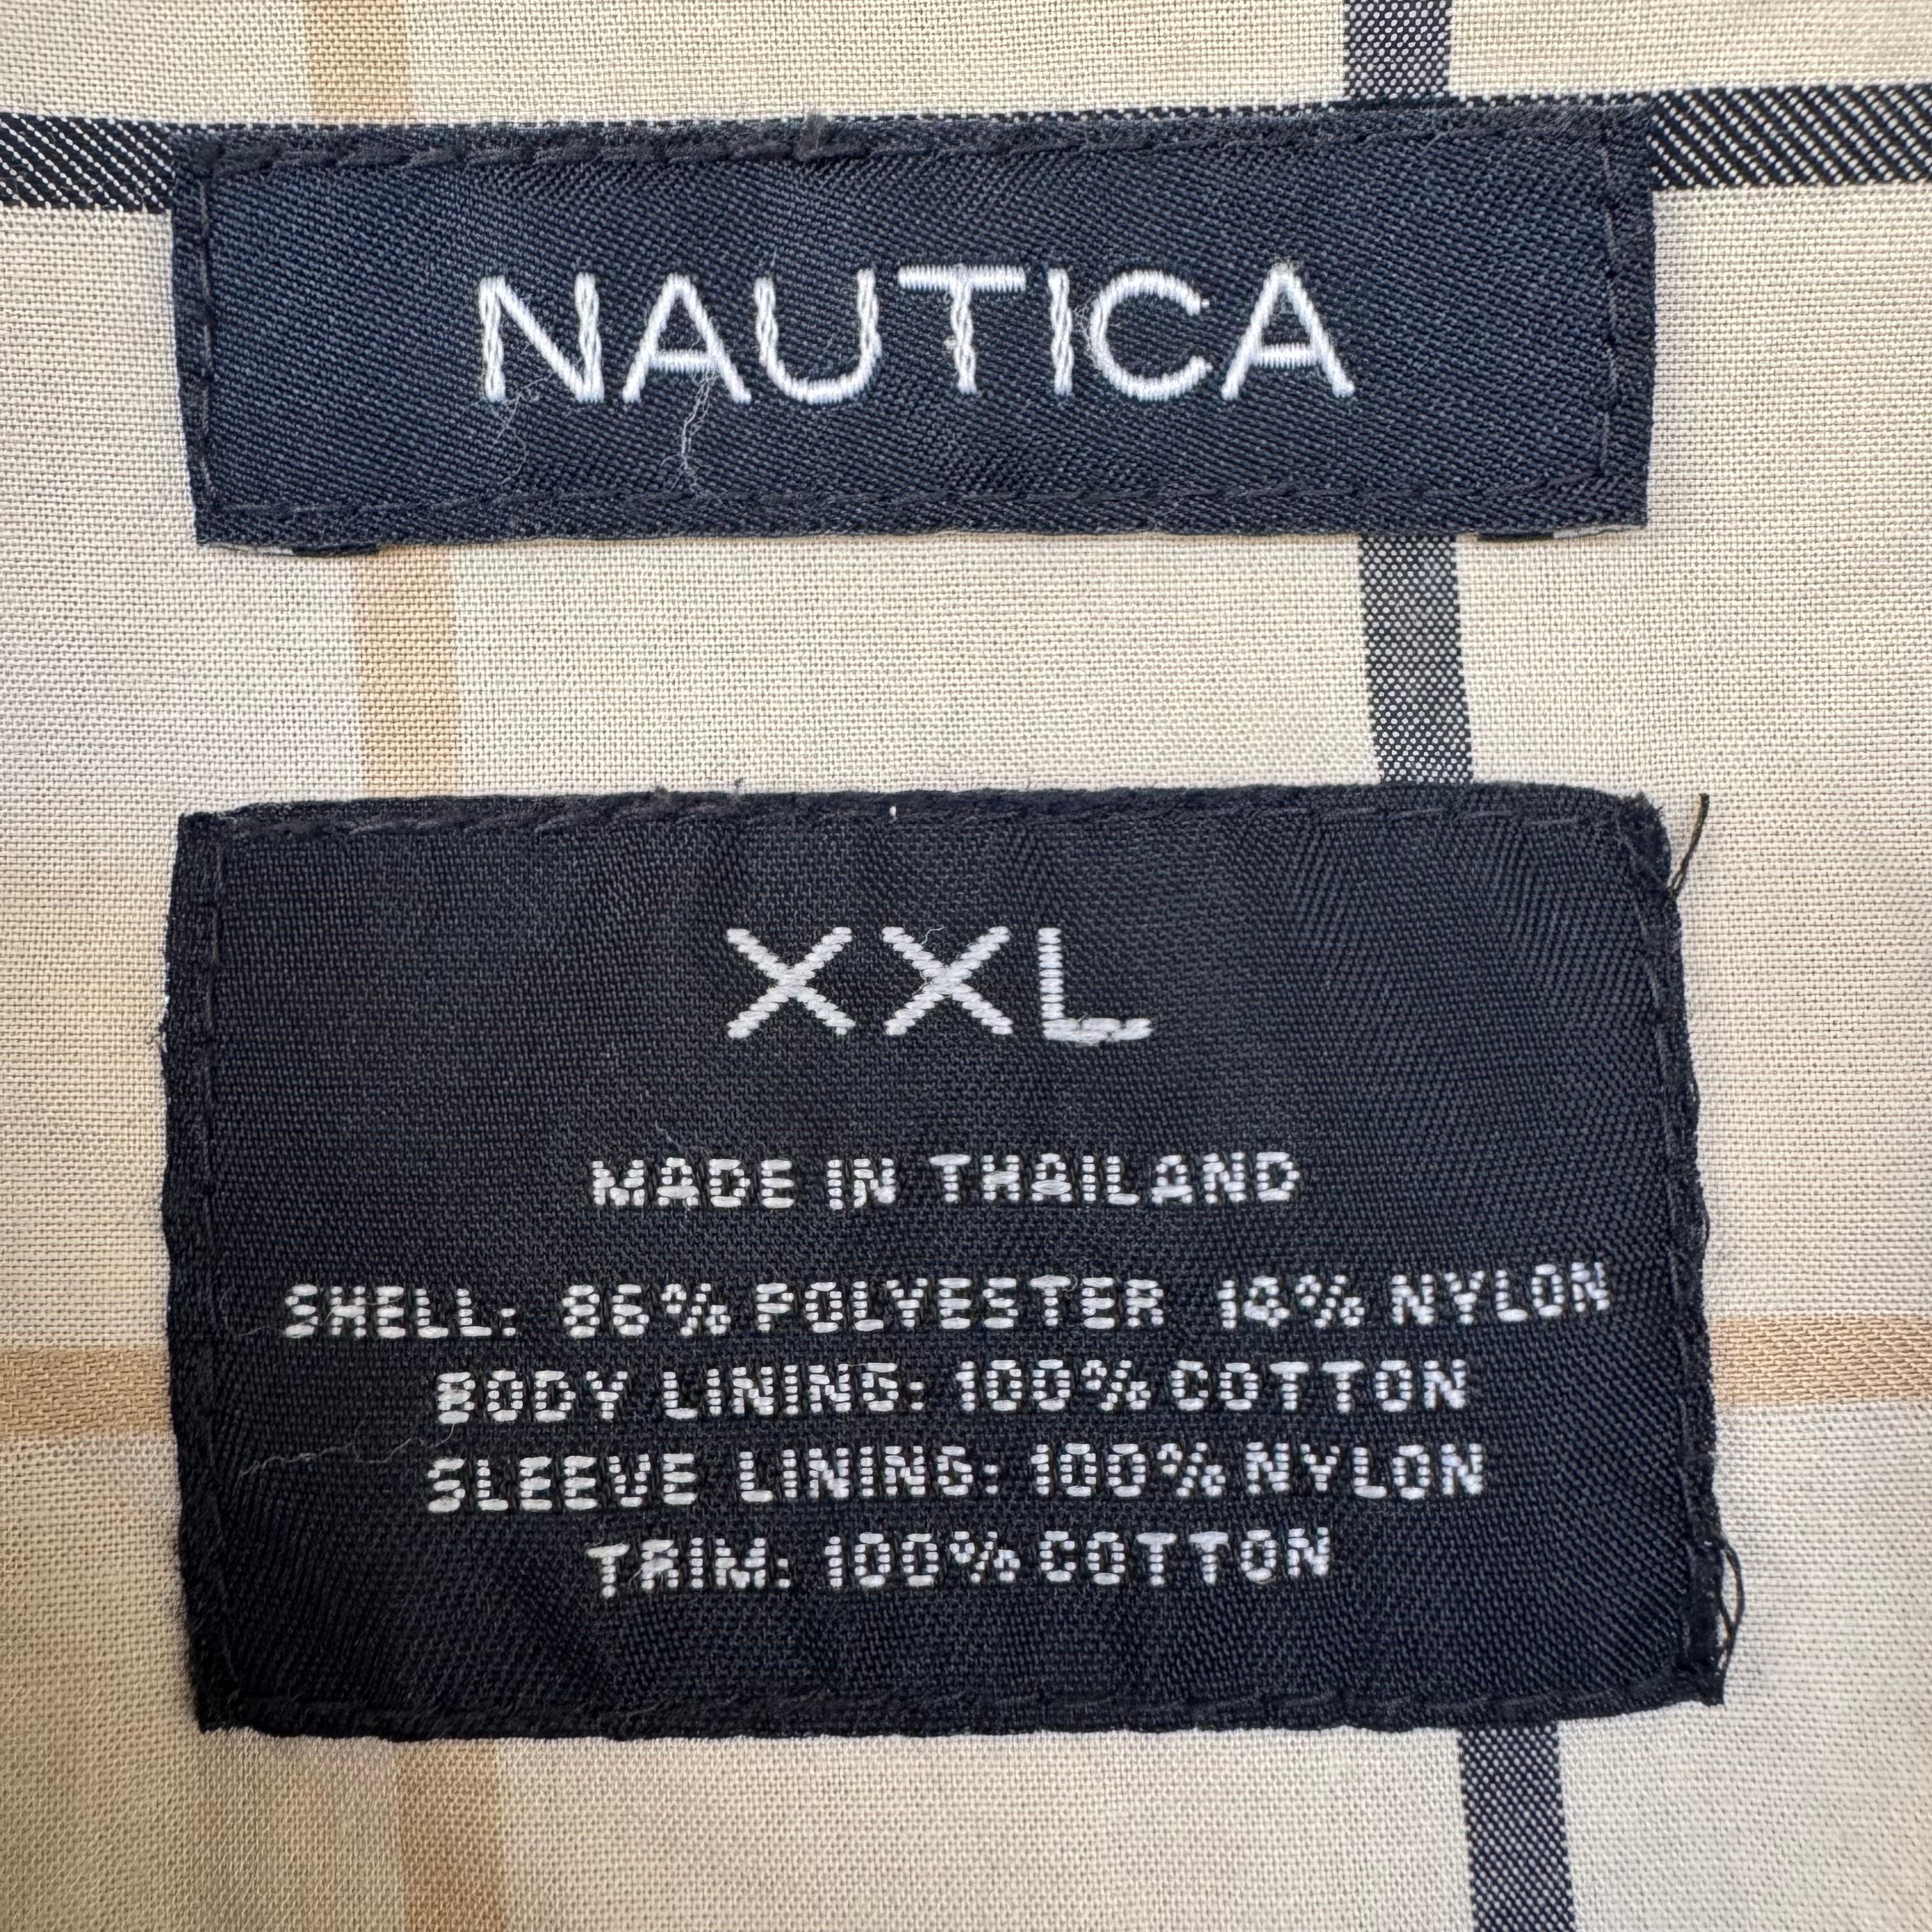 NAUTICA
XXL
MADE IN THAILAND
SHELL: 86% POLYESTER 14% NYLON
BODY LINING: 100% COTTON
SLEEVE LINING: 100% NYLON
TRIM: 100% COTTON